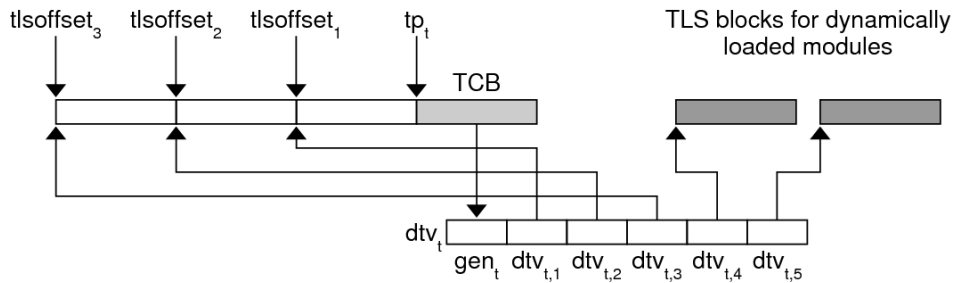 tlsoffset₃ tlsoffset₂ tlsoffset₁ tpₜ TLS blocks for dynamically
loaded modules
TCB
dtvₜ
genₜ dtvₜ,₁ dtvₜ,₂ dtvₜ,₃ dtvₜ,₄ dtvₜ,₅